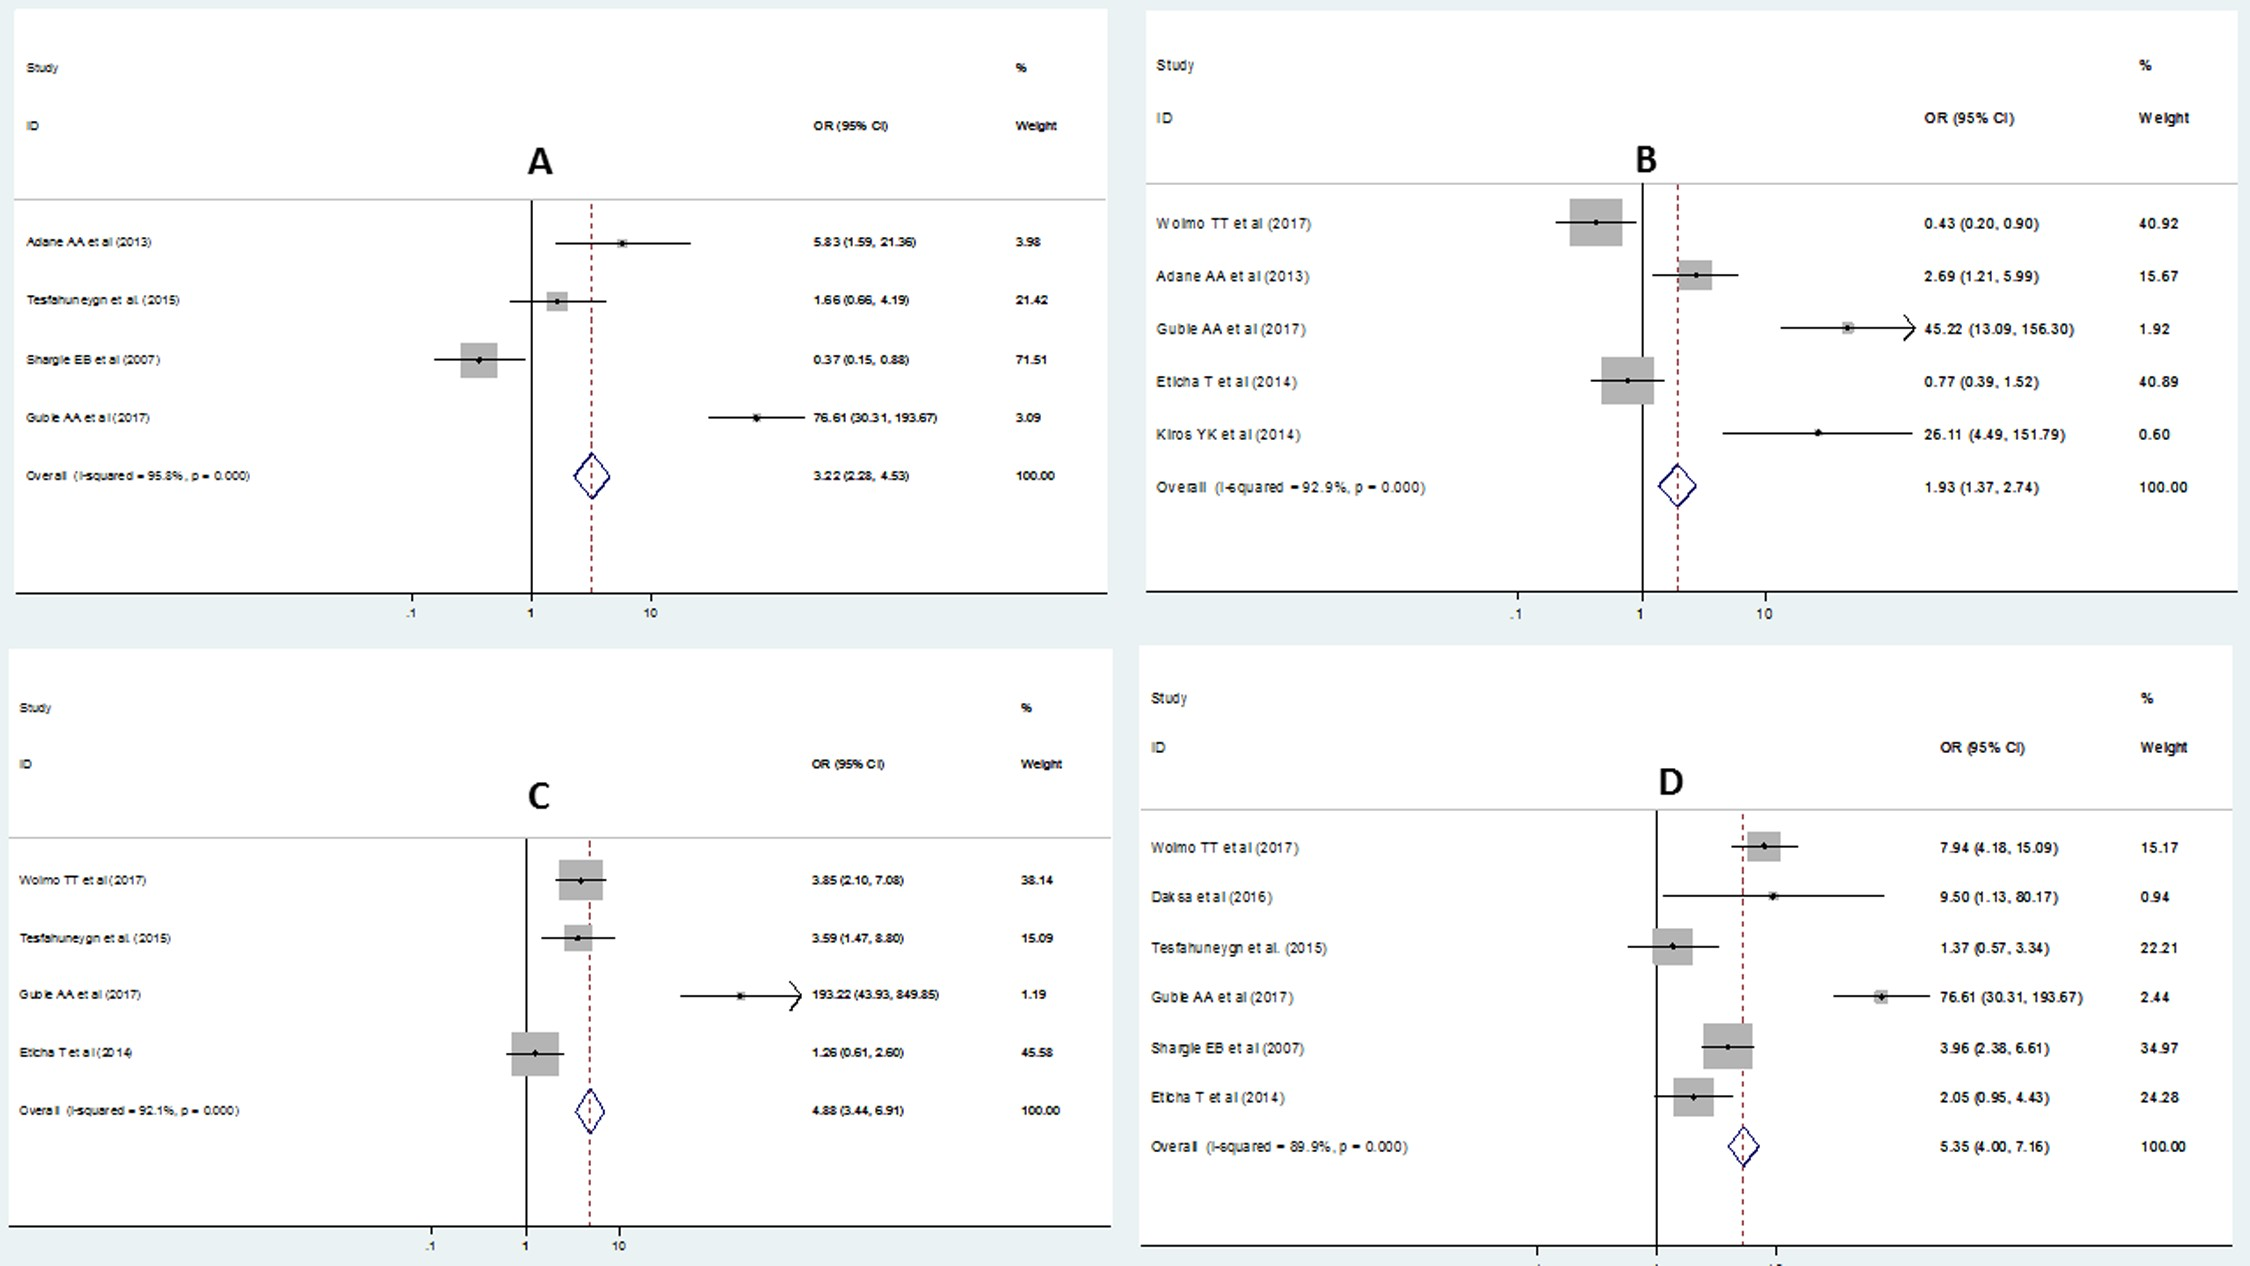 Study %
ID OR (95% CI) Weight
A
Adane AA et al (2013) 5.83 (1.59, 21.36) 3.98
Tesfahuneygn et al. (2015) 1.66 (0.66, 4.19) 21.42
Shargie EB et al (2007) 0.37 (0.15, 0.88) 71.51
Gubie AA et al (2017) 76.61 (30.31, 193.67) 3.09
Overall (I-squared = 95.8%, p = 0.000) 3.22 (2.28, 4.53) 100.00
.1 1 10
Study %
ID OR (95% CI) Weight
B
Woimo TT et al (2017) 0.43 (0.20, 0.90) 40.92
Adane AA et al (2013) 2.69 (1.21, 5.99) 15.67
Gubie AA et al (2017) 45.22 (13.09, 156.30) 1.92
Eticha T et al (2014) 0.77 (0.39, 1.52) 40.89
Kiros YK et al (2014) 26.11 (4.49, 151.79) 0.60
Overall (I-squared = 92.9%, p = 0.000) 1.93 (1.37, 2.74) 100.00
.1 1 10
Study %
ID OR (95% CI) Weight
C
Woimo TT et al (2017) 3.85 (2.10, 7.08) 38.14
Tesfahuneygn et al. (2015) 3.59 (1.47, 8.80) 15.09
Gubie AA et al (2017) 193.22 (43.93, 849.85) 1.19
Eticha T et al (2014) 1.26 (0.61, 2.60) 45.58
Overall (I-squared = 92.1%, p = 0.000) 4.88 (3.44, 6.91) 100.00
.1 1 10
Study %
ID OR (95% CI) Weight
D
Woimo TT et al (2017) 7.94 (4.18, 15.09) 15.17
Daksa et al (2016) 9.50 (1.13, 80.17) 0.94
Tesfahuneygn et al. (2015) 1.37 (0.57, 3.34) 22.21
Gubie AA et al (2017) 76.61 (30.31, 193.67) 2.44
Shargie EB et al (2007) 3.96 (2.38, 6.61) 34.97
Eticha T et al (2014) 2.05 (0.95, 4.43) 24.28
Overall (I-squared = 89.9%, p = 0.000) 5.35 (4.00, 7.16) 100.00